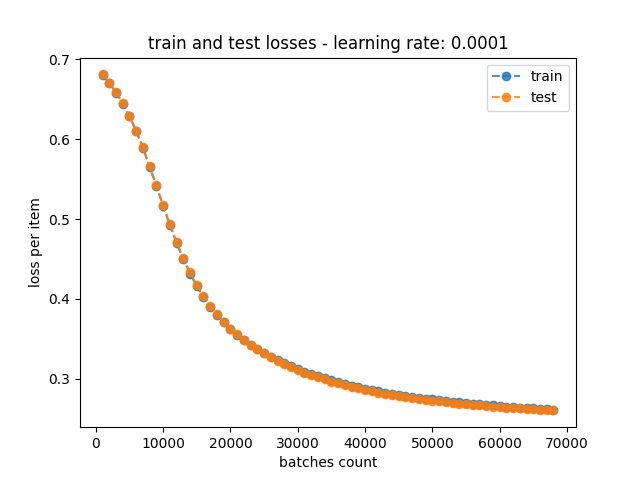 train and test losses - learning rate: 0.0001
train
test
loss per item
0.7
0.6
0.5
0.4
0.3
0 10000 20000 30000 40000 50000 60000 70000
batches count